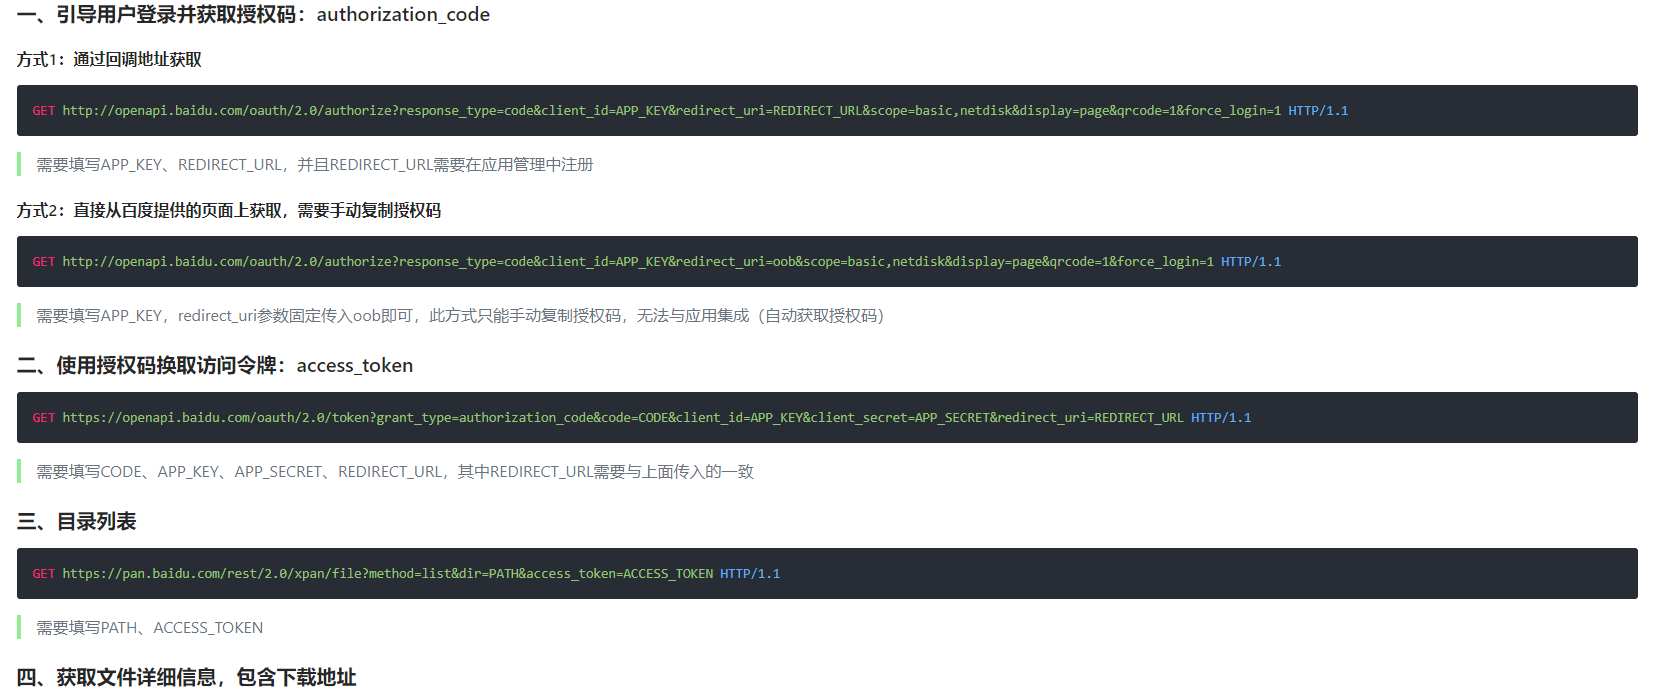 一、引导用户登录并获取授权码：authorization_code
方式1：通过回调地址获取
GET http://openapi.baidu.com/oauth/2.0/authorize?response_type=code&client_id=APP_KEY&redirect_uri=REDIRECT_URL&scope=basic,netdisk&display=page&qrcode=1&force_login=1 HTTP/1.1
需要填写APP_KEY、REDIRECT_URL，并且REDIRECT_URL需要在应用管理中注册
方式2：直接从百度提供的页面上获取，需要手动复制授权码
GET http://openapi.baidu.com/oauth/2.0/authorize?response_type=code&client_id=APP_KEY&redirect_uri=oob&scope=basic,netdisk&display=page&qrcode=1&force_login=1 HTTP/1.1
需要填写APP_KEY，redirect_uri参数固定传入oob即可，此方式只能手动复制授权码，无法与应用集成（自动获取授权码）
二、使用授权码换取访问令牌：access_token
GET https://openapi.baidu.com/oauth/2.0/token?grant_type=authorization_code&code=CODE&client_id=APP_KEY&client_secret=APP_SECRET&redirect_uri=REDIRECT_URL HTTP/1.1
需要填写CODE、APP_KEY、APP_SECRET、REDIRECT_URL，其中REDIRECT_URL需要与上面传入的一致
三、目录列表
GET https://pan.baidu.com/rest/2.0/xpan/file?method=list&dir=PATH&access_token=ACCESS_TOKEN HTTP/1.1
需要填写PATH、ACCESS_TOKEN
四、获取文件详细信息，包含下载地址